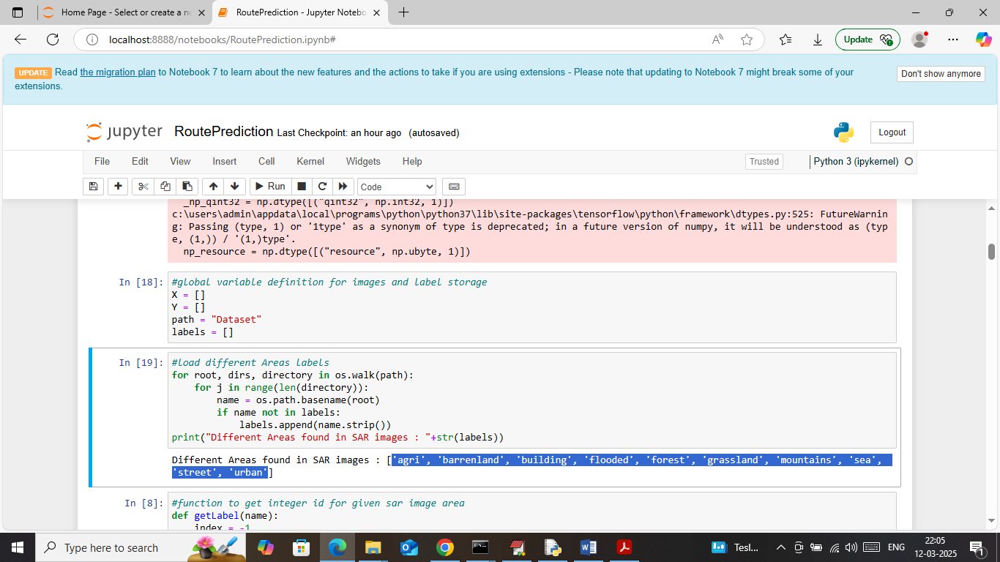 Home Page - Select or create a no
RoutePrediction - Jupyter Notebo
localhost:8888/notebooks/RoutePrediction.ipynb#
Update
UPDATE Read the migration plan to Notebook 7 to learn about the new features and the actions to take if you are using extensions - Please note that updating to Notebook 7 might break some of your
extensions.
Don't show anymore
jupyter RoutePrediction Last Checkpoint: an hour ago (autosaved)
Logout
File Edit View Insert Cell Kernel Widgets Help
Trusted
Python 3 (ipykernel)
Run
Code
_np_qint32 = np.dtype([("qint32", np.int32, 1)])
c:\users\admin\appdata\local\programs\python\python37\lib\site-packages\tensorflow\python\framework\dtypes.py:525: FutureWarnin
g: Passing (type, 1) or '1type' as a synonym of type is deprecated; in a future version of numpy, it will be understood as (typ
e, (1,)) / '(1,)type'.
np_resource = np.dtype([("resource", np.ubyte, 1)])
In [18]: #global variable definition for images and label storage
X = []
Y = []
path = "Dataset"
labels = []
In [19]: #load different Areas labels
for root, dirs, directory in os.walk(path):
for j in range(len(directory)):
name = os.path.basename(root)
if name not in labels:
labels.append(name.strip())
print("Different Areas found in SAR images : "+str(labels))
Different Areas found in SAR images : ['agri', 'barrenland', 'building', 'flooded', 'forest', 'grassland', 'mountains', 'sea',
'street', 'urban']
In [8]: #function to get integer id for given sar image area
def getLabel(name):
index = -1
Type here to search
Tesl...
ENG
22:05
12-03-2025
1